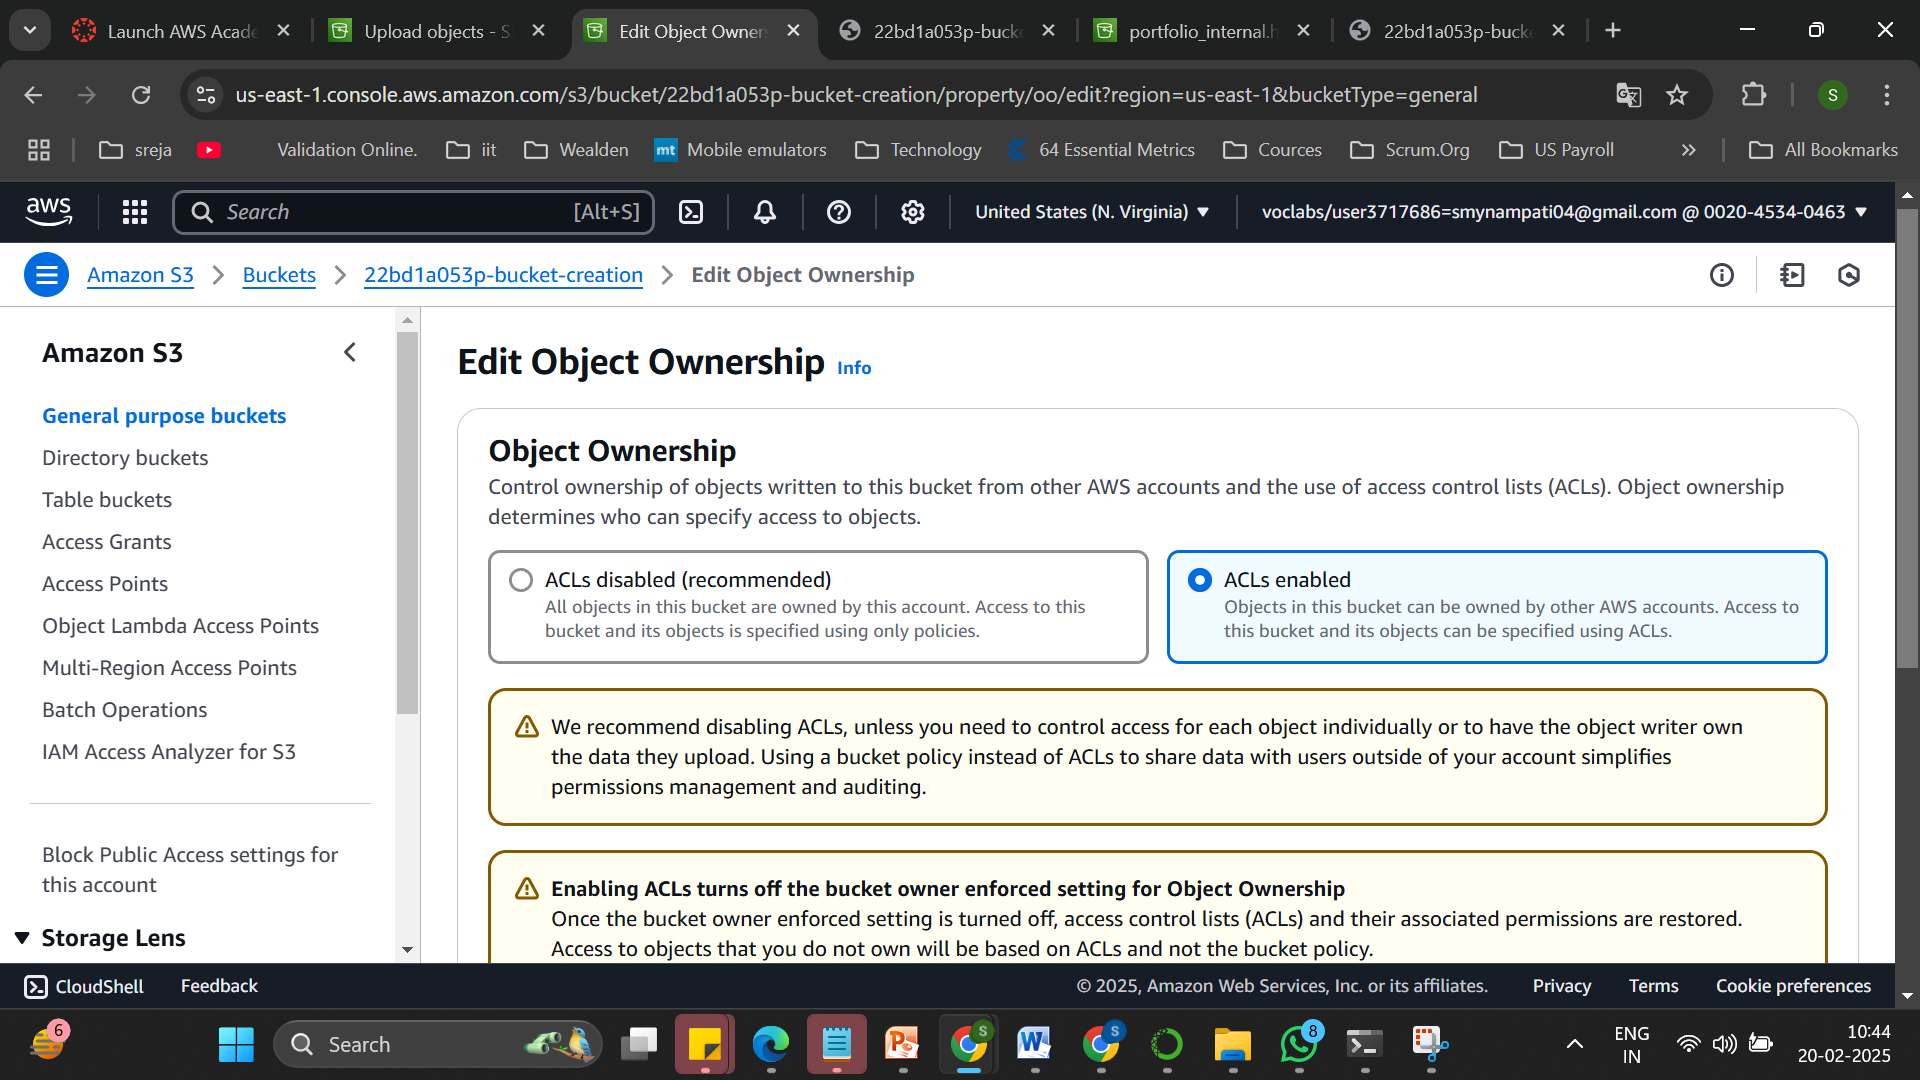 Launch AWS Acade
Upload objects - S
Edit Object Owner
22bd1a053p-bucke
portfolio_internal.h
22bd1a053p-bucke
us-east-1.console.aws.amazon.com/s3/bucket/22bd1a053p-bucket-creation/property/oo/edit?region=us-east-1&bucketType=general
S
sreja
Validation Online.
iit
Wealden
mt
Mobile emulators
Technology
64 Essential Metrics
Cources
Scrum.Org
US Payroll
All Bookmarks
aws
Search
[Alt+S]
United States (N. Virginia)
voclabs/user3717686=smynampati04@gmail.com @ 0020-4534-0463
Amazon S3
Buckets
22bd1a053p-bucket-creation
Edit Object Ownership
Amazon S3
General purpose buckets
Directory buckets
Table buckets
Access Grants
Access Points
Object Lambda Access Points
Multi-Region Access Points
Batch Operations
IAM Access Analyzer for S3
Block Public Access settings for
this account
Storage Lens
Edit Object Ownership
Info
Object Ownership
Control ownership of objects written to this bucket from other AWS accounts and the use of access control lists (ACLs). Object ownership
determines who can specify access to objects.
ACLs disabled (recommended)
All objects in this bucket are owned by this account. Access to this
bucket and its objects is specified using only policies.
ACLs enabled
Objects in this bucket can be owned by other AWS accounts. Access to
this bucket and its objects can be specified using ACLs.
We recommend disabling ACLs, unless you need to control access for each object individually or to have the object writer own
the data they upload. Using a bucket policy instead of ACLs to share data with users outside of your account simplifies
permissions management and auditing.
Enabling ACLs turns off the bucket owner enforced setting for Object Ownership
Once the bucket owner enforced setting is turned off, access control lists (ACLs) and their associated permissions are restored.
Access to objects that you do not own will be based on ACLs and not the bucket policy.
CloudShell
Feedback
© 2025, Amazon Web Services, Inc. or its affiliates.
Privacy
Terms
Cookie preferences
6
Search
S
S
8
ENG
IN
10:44
20-02-2025